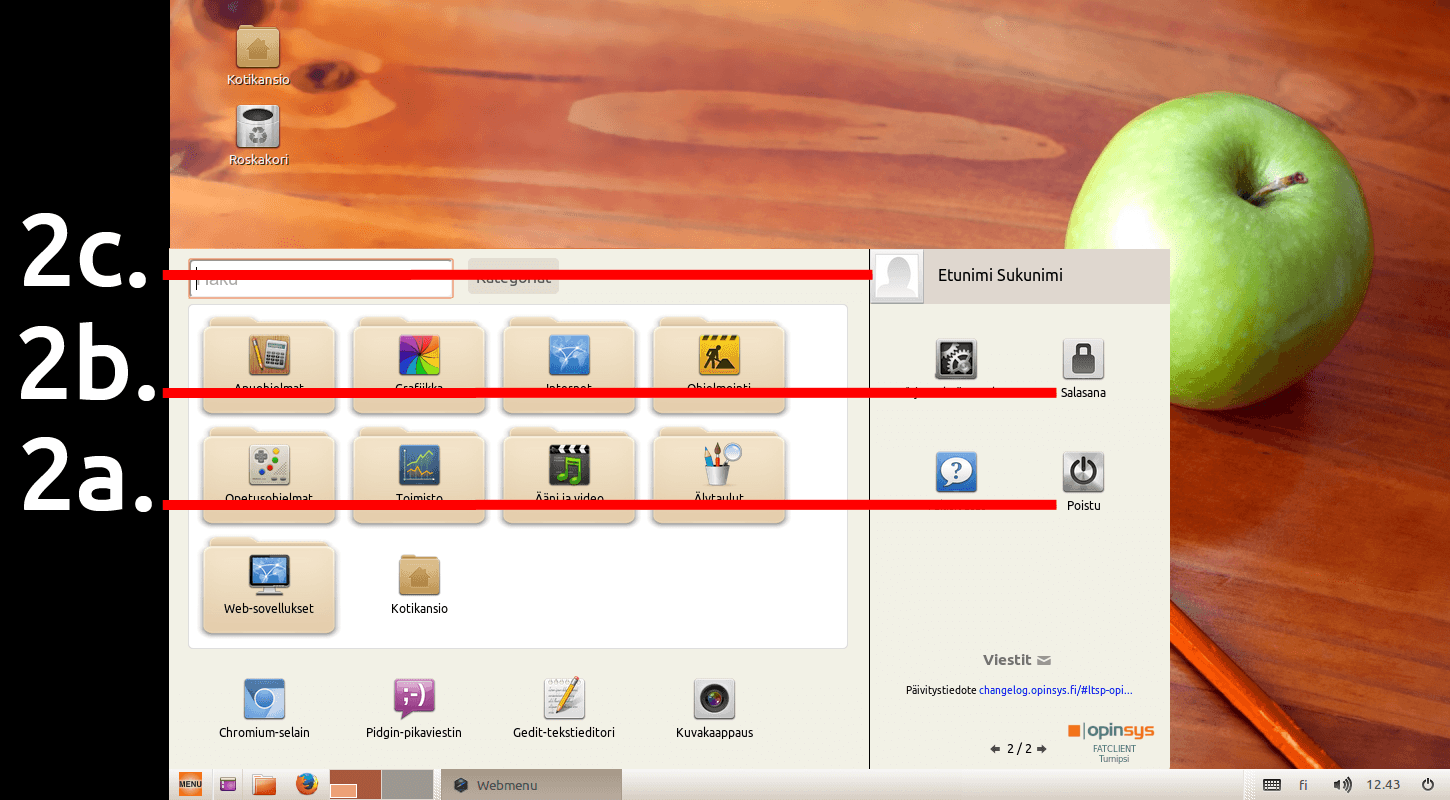 Kotikansio
Roskakori
2c.
2b.
2a.
Haku
Kategoriat
Etunimi Sukunimi
Apuohjelmat
Grafiikka
Internet
Ohjelmointi
Salasana
Opetusohjelmat
Toimisto
Ääni ja video
Älytaulut
Poistu
Web-sovellukset
Kotikansio
Viestit
Päivitystiedote changelog.opinsys.fi/#ltsp-opi...
Chromium-selain
Pidgin-pikaviestin
Gedit-tekstieditori
Kuvakaappaus
opinsys
2 / 2
FATCLIENT
Turnipsi
MENU
Webmenu
fi
12.43